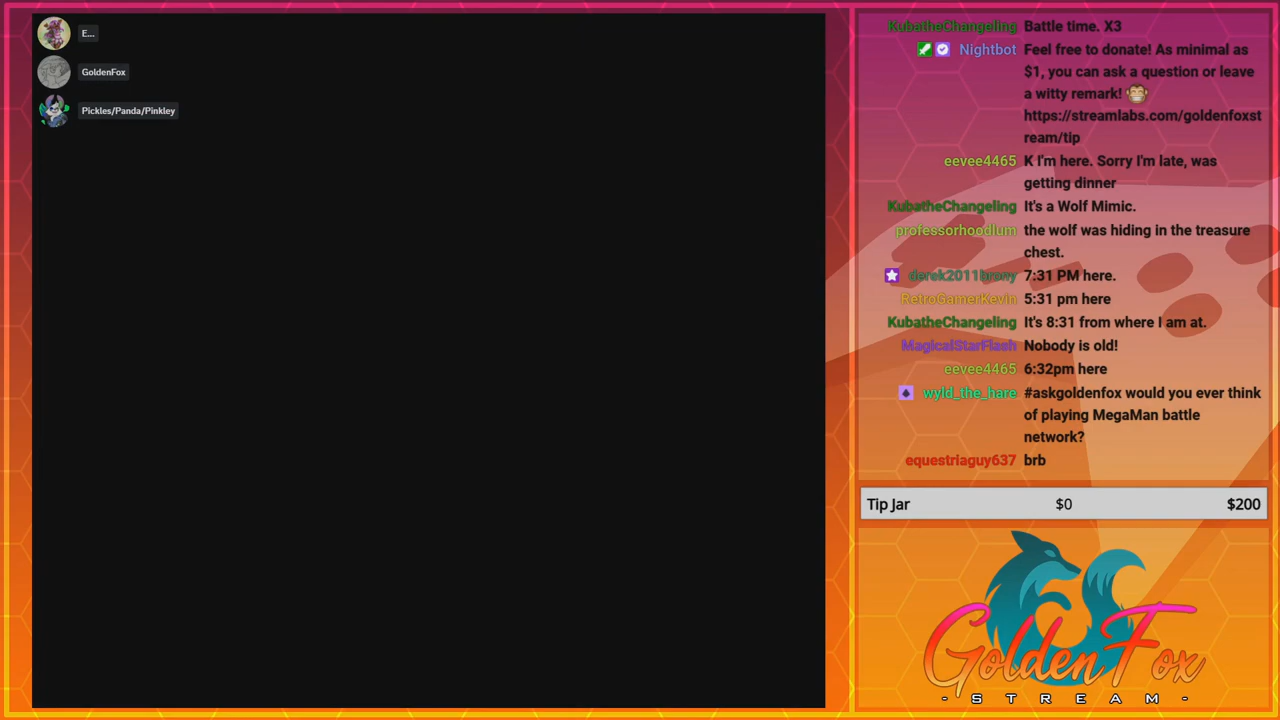 E...
GoldenFox
Pickles/Panda/Pinkley
KubatheChangeling Battle time. X3
Nightbot Feel free to donate! As minimal as
$1, you can ask a question or leave
a witty remark!
https://streamlabs.com/goldenfoxst
ream/tip
eevee4465 K I'm here. Sorry I'm late, was
getting dinner
KubatheChangeling It's a Wolf Mimic.
professorhoodlum the wolf was hiding in the treasure
chest.
derek2011brony 7:31 PM here.
RetroGamerKevin 5:31 pm here
KubatheChangeling It's 8:31 from where I am at.
MagicalStarFlash Nobody is old!
eevee4465 6:32pm here
wyld_the_hare #askgoldenfox would you ever think
of playing MegaMan battle
network?
equestriaguy637 brb
Tip Jar $0 $200
GoldenFox
- STREAM -